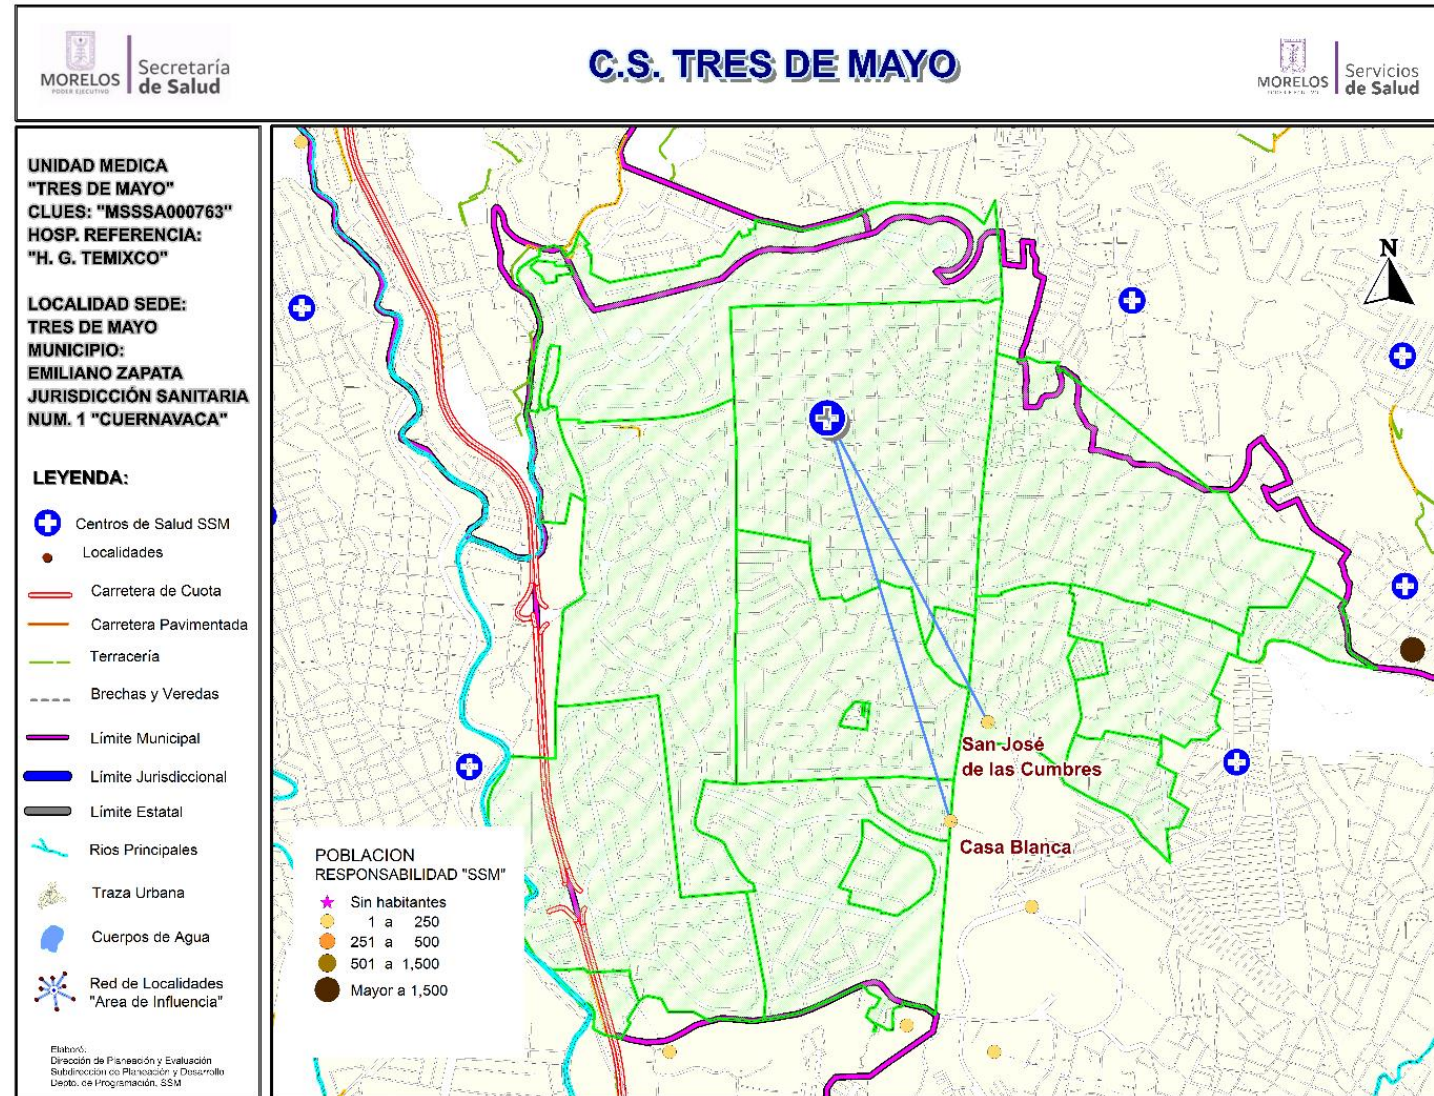 MORELOS
PODER EJECUTIVO
Secretaría
de Salud
C.S. TRES DE MAYO
MORELOS
Servicios
de Salud
UNIDAD MEDICA
"TRES DE MAYO"
CLUES: "MSSSA000763"
HOSP. REFERENCIA:
"H. G. TEMIXCO"
LOCALIDAD SEDE:
TRES DE MAYO
MUNICIPIO:
EMILIANO ZAPATA
JURISDICCIÓN SANITARIA
NUM. 1 "CUERNAVACA"
LEYENDA:
Centros de Salud SSM
Localidades
Carretera de Cuota
Carretera Pavimentada
Terracería
Brechas y Veredas
Límite Municipal
Límite Jurisdiccional
Límite Estatal
Rios Principales
Traza Urbana
Cuerpos de Agua
Red de Localidades
"Area de Influencia"
Elaboró:
Dirección de Planeación y Evaluación
Subdirección de Planeación y Desarrollo
Depto. de Programación, SSM
N
San José
de las Cumbres
Casa Blanca
POBLACION
RESPONSABILIDAD "SSM"
Sin habitantes
1 a 250
251 a 500
501 a 1,500
Mayor a 1,500